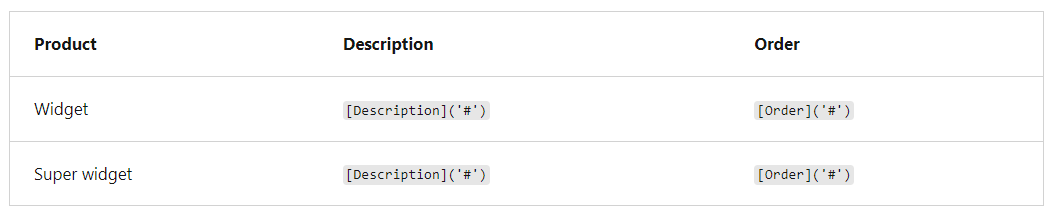 Product Description Order
Widget [Description]('#') [Order]('#')
Super widget [Description]('#') [Order]('#')